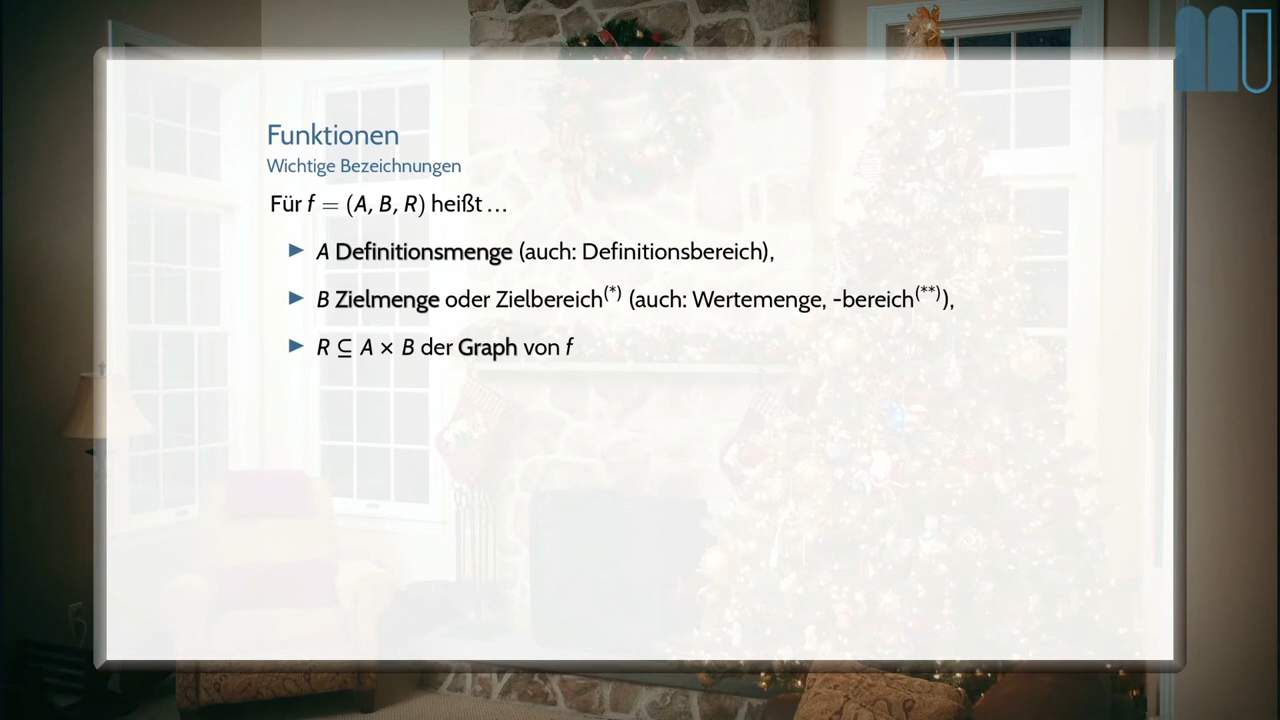 Funktionen
Wichtige Bezeichnungen
Für f = (A, B, R) heißt …
▶ A Definitionsmenge (auch: Definitionsbereich),
▶ B Zielmenge oder Zielbereich(*) (auch: Wertemenge, -bereich(**)),
▶ R ⊆ A × B der Graph von f